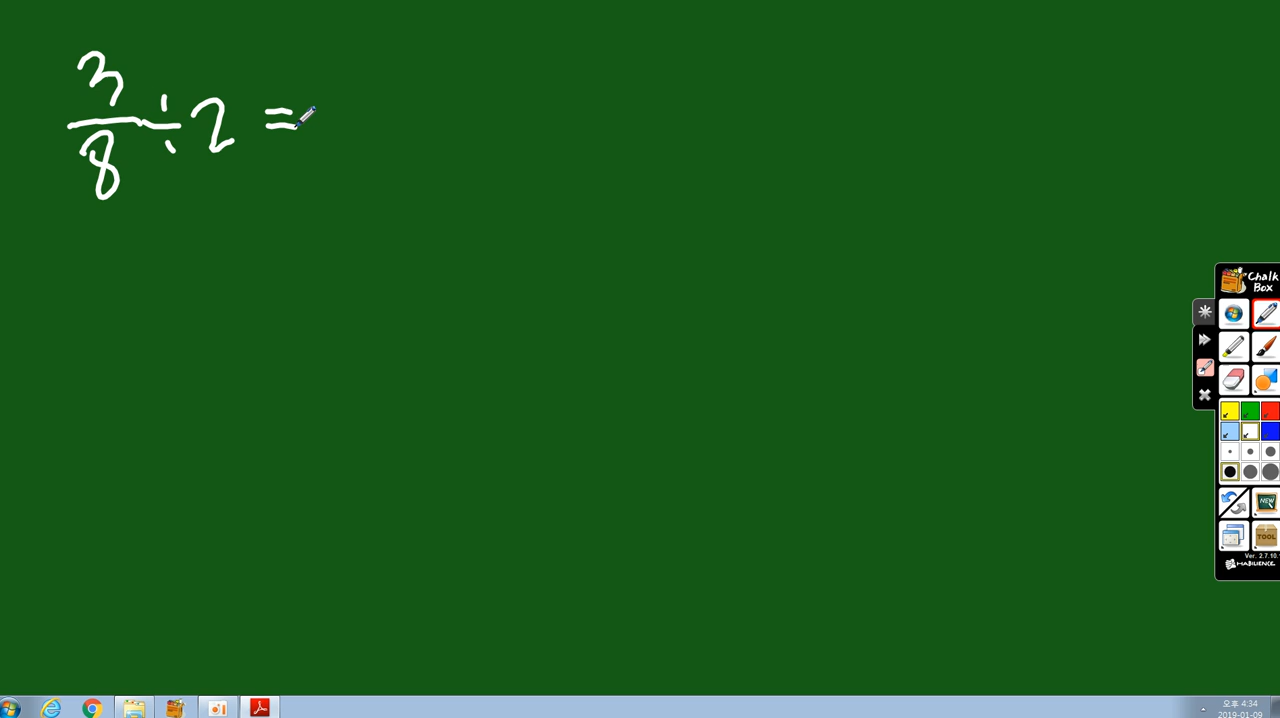 3/8 ÷ 2 =
Chalk
Box
NEW
TOOL
Ver. 2.7.10.
HABILIENCE
오후 4:34
2019-01-09